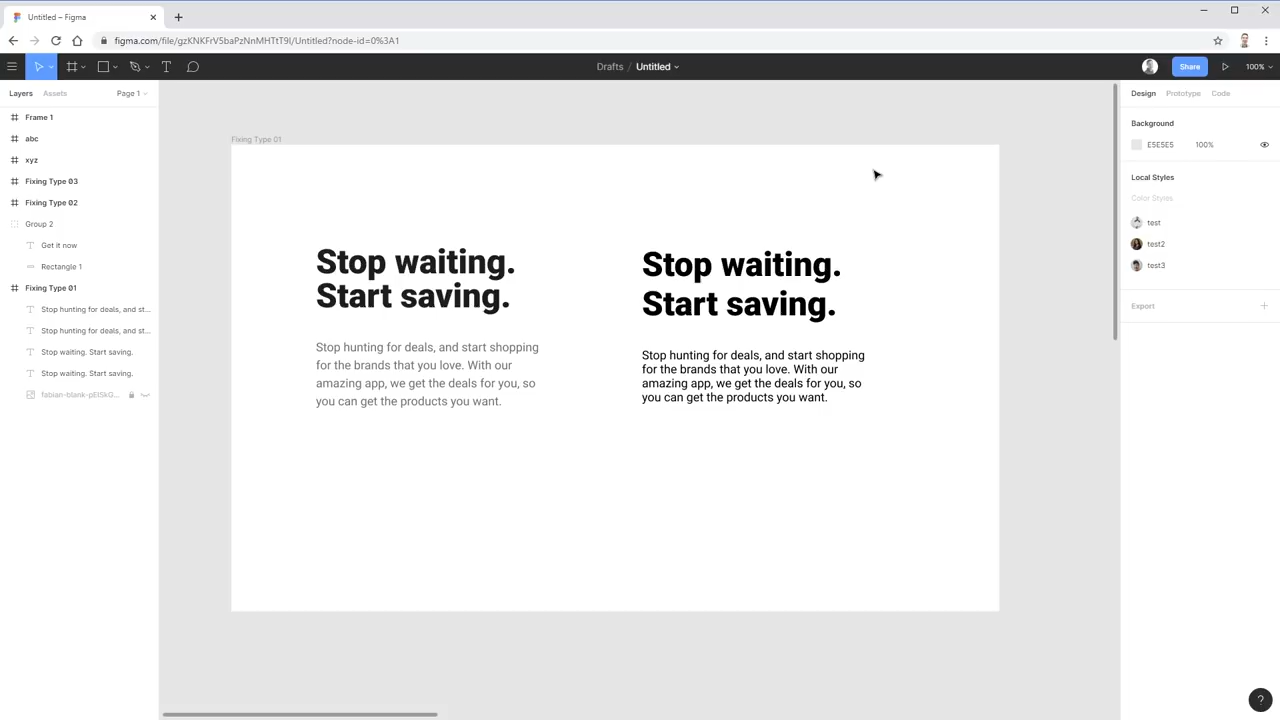 Untitled – Figma
figma.com/file/gzKNKFrV5baPzNnMHTtT9I/Untitled?node-id=0%3A1
Drafts / Untitled
Share
100%
Layers
Assets
Page 1
Design
Prototype
Code
Frame 1
abc
xyz
Fixing Type 03
Fixing Type 02
Group 2
Get it now
Rectangle 1
Fixing Type 01
Stop hunting for deals, and st...
Stop hunting for deals, and st...
Stop waiting. Start saving.
Stop waiting. Start saving.
fabian-blank-pElSkG...
Fixing Type 01
Stop waiting.
Start saving.
Stop hunting for deals, and start shopping
for the brands that you love. With our
amazing app, we get the deals for you, so
you can get the products you want.
Stop waiting.
Start saving.
Stop hunting for deals, and start shopping
for the brands that you love. With our
amazing app, we get the deals for you, so
you can get the products you want.
Background
E5E5E5 100%
Local Styles
Color Styles
test
test2
test3
Export
?